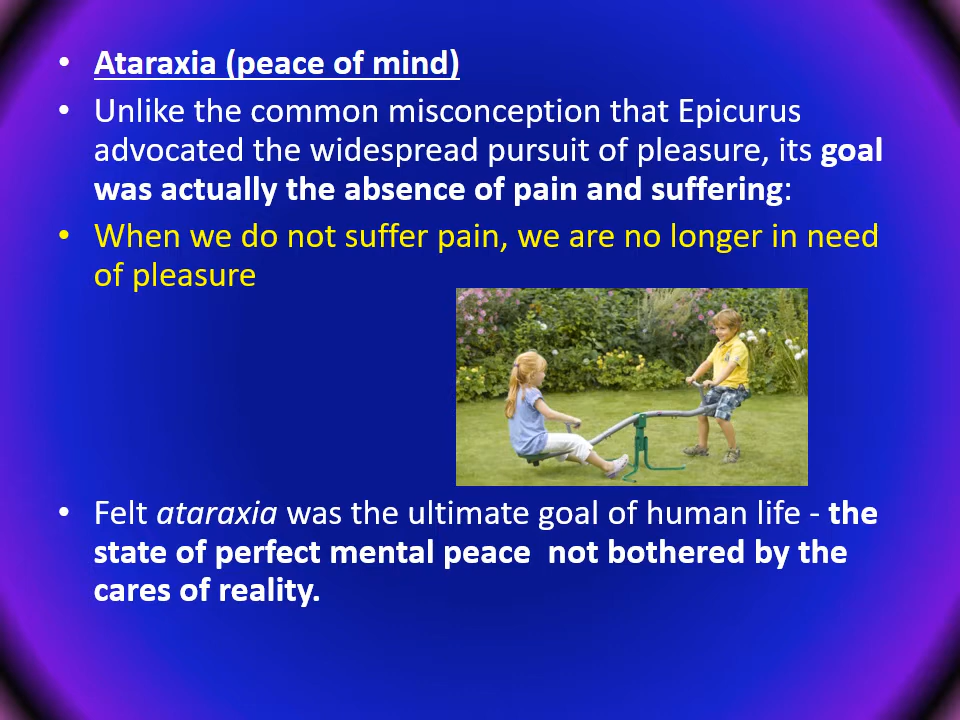 • Ataraxia (peace of mind)
• Unlike the common misconception that Epicurus
advocated the widespread pursuit of pleasure, its goal
was actually the absence of pain and suffering:
• When we do not suffer pain, we are no longer in need
of pleasure
• Felt ataraxia was the ultimate goal of human life - the
state of perfect mental peace  not bothered by the
cares of reality.